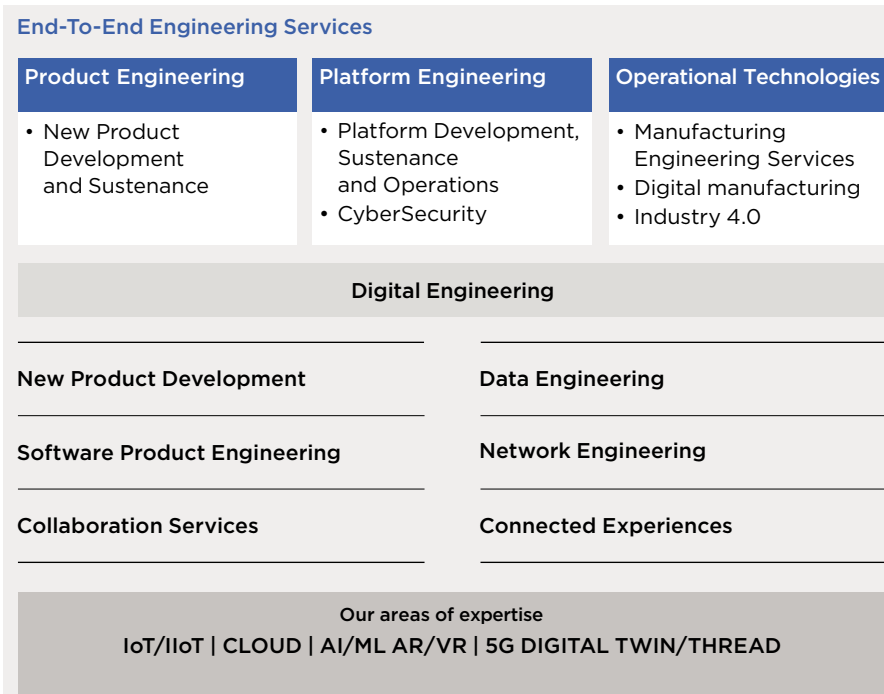 End-To-End Engineering Services
Product Engineering
• New Product
Development
and Sustenance
Platform Engineering
• Platform Development,
Sustenance
and Operations
• CyberSecurity
Operational Technologies
• Manufacturing
Engineering Services
• Digital manufacturing
• Industry 4.0
Digital Engineering
New Product Development
Software Product Engineering
Collaboration Services
Data Engineering
Network Engineering
Connected Experiences
Our areas of expertise
IoT/IIoT | CLOUD | AI/ML AR/VR | 5G DIGITAL TWIN/THREAD